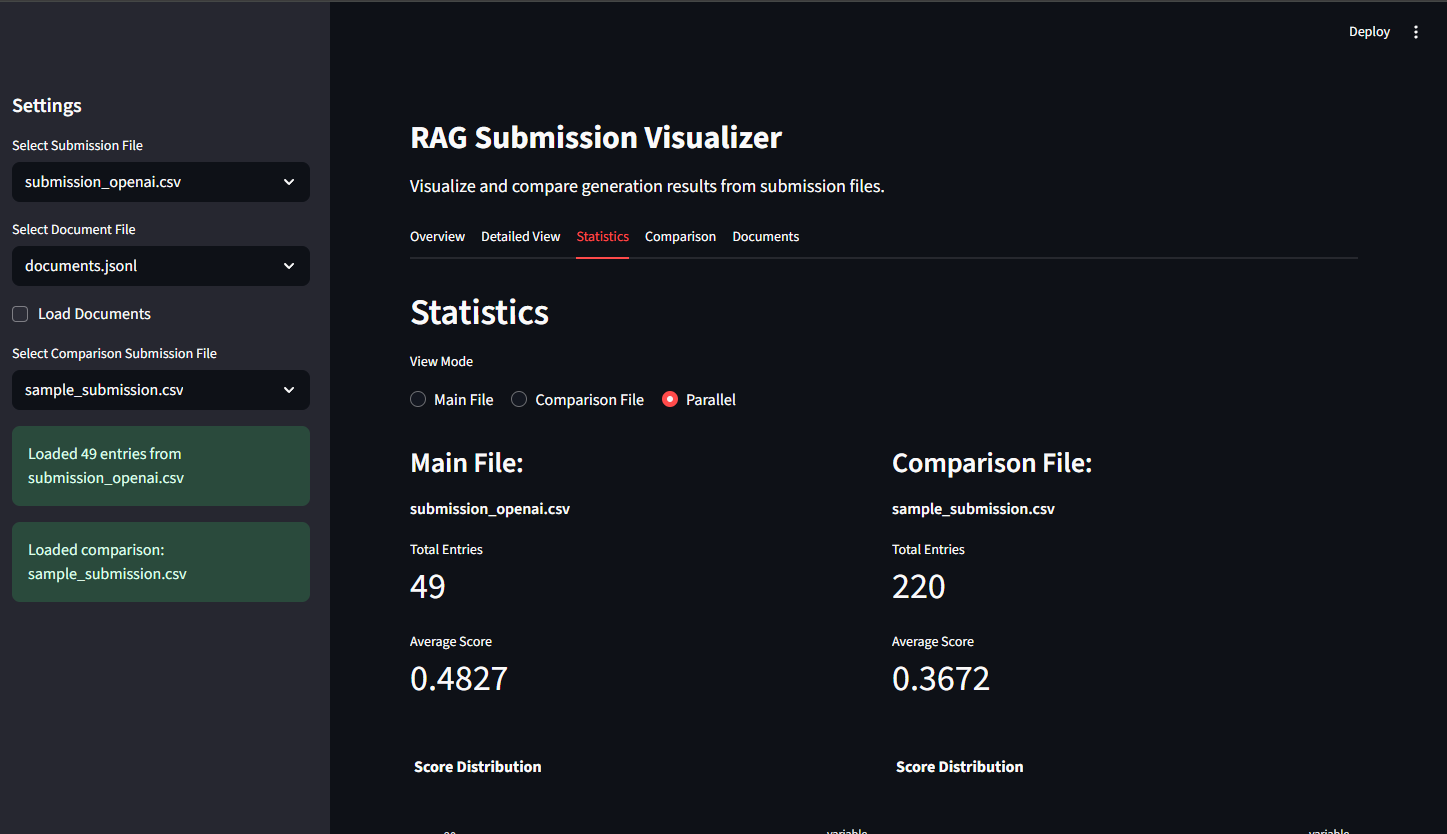 Deploy
Settings
Select Submission File
submission_openai.csv
Select Document File
documents.jsonl
Load Documents
Select Comparison Submission File
sample_submission.csv
Loaded 49 entries from
submission_openai.csv
Loaded comparison:
sample_submission.csv
RAG Submission Visualizer
Visualize and compare generation results from submission files.
Overview Detailed View Statistics Comparison Documents
Statistics
View Mode
Main File Comparison File Parallel
Main File:
submission_openai.csv
Total Entries
49
Average Score
0.4827
Score Distribution
variable
Comparison File:
sample_submission.csv
Total Entries
220
Average Score
0.3672
Score Distribution
variable